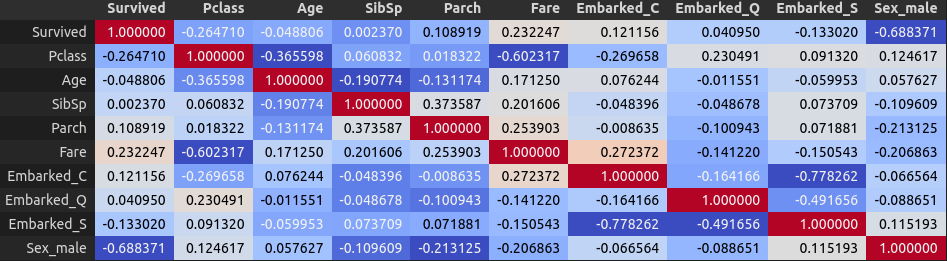 Survived Pclass Age SibSp Parch Fare Embarked_C Embarked_Q Embarked_S Sex_male
Survived 1.000000 -0.264710 -0.048806 0.002370 0.108919 0.232247 0.121156 0.040950 -0.133020 -0.688371
Pclass -0.264710 1.000000 -0.365598 0.060832 0.018322 -0.602317 -0.269658 0.230491 0.091320 0.124617
Age -0.048806 -0.365598 1.000000 -0.190774 -0.131174 0.171250 0.076244 -0.011551 -0.059953 0.057627
SibSp 0.002370 0.060832 -0.190774 1.000000 0.373587 0.201606 -0.048396 -0.048678 0.073709 -0.109609
Parch 0.108919 0.018322 -0.131174 0.373587 1.000000 0.253903 -0.008635 -0.100943 0.071881 -0.213125
Fare 0.232247 -0.602317 0.171250 0.201606 0.253903 1.000000 0.272372 -0.141220 -0.150543 -0.206863
Embarked_C 0.121156 -0.269658 0.076244 -0.048396 -0.008635 0.272372 1.000000 -0.164166 -0.778262 -0.066564
Embarked_Q 0.040950 0.230491 -0.011551 -0.048678 -0.100943 -0.141220 -0.164166 1.000000 -0.491656 -0.088651
Embarked_S -0.133020 0.091320 -0.059953 0.073709 0.071881 -0.150543 -0.778262 -0.491656 1.000000 0.115193
Sex_male -0.688371 0.124617 0.057627 -0.109609 -0.213125 -0.206863 -0.066564 -0.088651 0.115193 1.000000